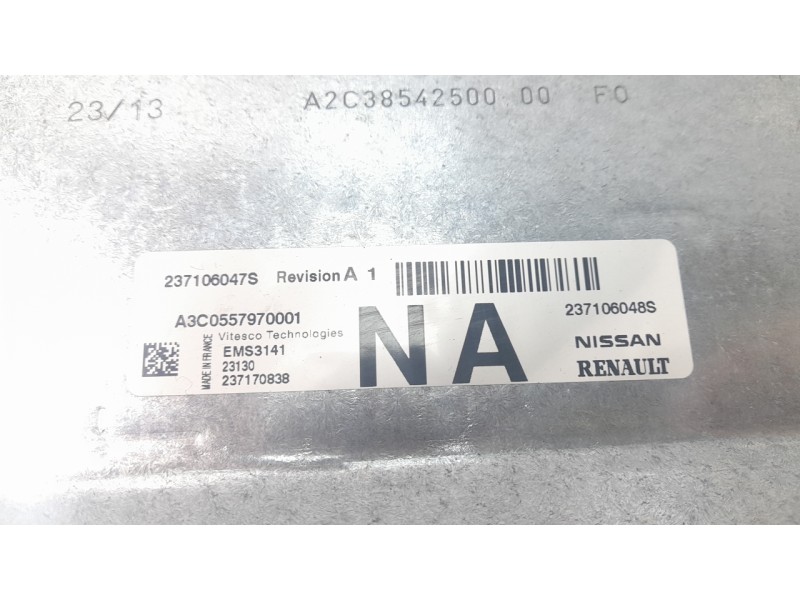 23/13 A2C38542500 00 F0
237106047S Revision A 1
A3C0557970001 237106048S
Vitesco Technologies
MADE IN FRANCE
EMS3141
23130
237170838
NA
NISSAN
RENAULT